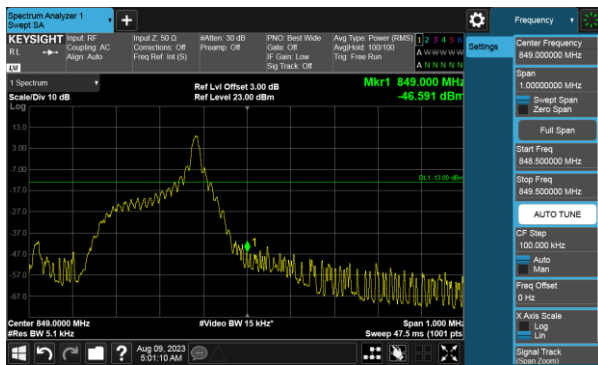 Spectrum Analyzer 1
Swept SA
+
Frequency
KEYSIGHT
Input: RF
Input Z: 50 Ω
#Atten: 30 dB
PNO: Best Wide
Avg Type: Power (RMS)
1 2 3 4 5 6
RL
Coupling: AC
Corrections: Off
Preamp: Off
Gate: Off
Avg|Hold: 100/100
A W W W W W
Align: Auto
Freq Ref: Int (S)
IF Gain: Low
Trig: Free Run
Sig Track: Off
A N N N N N
LXI
1 Spectrum
Ref Lvl Offset 3.00 dB
Mkr1 849.000 MHz
Scale/Div 10 dB
Ref Level 23.00 dBm
-46.591 dBm
Log
13.0
3.00
-7.00
-17.0
-27.0
-37.0
-47.0
-57.0
-67.0
DL1 -13.00 dBm
1
Center 849.0000 MHz
#Video BW 15 kHz*
Span 1.000 MHz
#Res BW 5.1 kHz
Sweep 47.5 ms (1001 pts
?
Aug 09, 2023
5:01:10 AM
Settings
Center Frequency
849.000000 MHz
Span
1.00000000 MHz
Swept Span
Zero Span
Full Span
Start Freq
848.500000 MHz
Stop Freq
849.500000 MHz
AUTO TUNE
CF Step
100.000 kHz
Auto
Man
Freq Offset
0 Hz
X Axis Scale
Log
Lin
Signal Track
(Span Zoom)